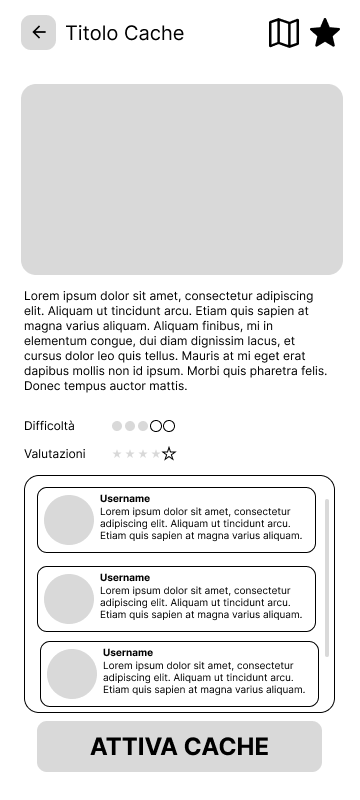 Titolo Cache
Lorem ipsum dolor sit amet, consectetur adipiscing
elit. Aliquam ut tincidunt arcu. Etiam quis sapien at
magna varius aliquam. Aliquam finibus, mi in
elementum congue, dui diam dignissim lacus, et
cursus dolor leo quis tellus. Mauris at mi eget erat
dapibus mollis non id ipsum. Morbi quis pharetra felis.
Donec tempus auctor mattis.
Difficoltà
Valutazioni
Username
Lorem ipsum dolor sit amet, consectetur
adipiscing elit. Aliquam ut tincidunt arcu.
Etiam quis sapien at magna varius aliquam.
Username
Lorem ipsum dolor sit amet, consectetur
adipiscing elit. Aliquam ut tincidunt arcu.
Etiam quis sapien at magna varius aliquam.
Username
Lorem ipsum dolor sit amet, consectetur
adipiscing elit. Aliquam ut tincidunt arcu.
Etiam quis sapien at magna varius aliquam.
ATTIVA CACHE